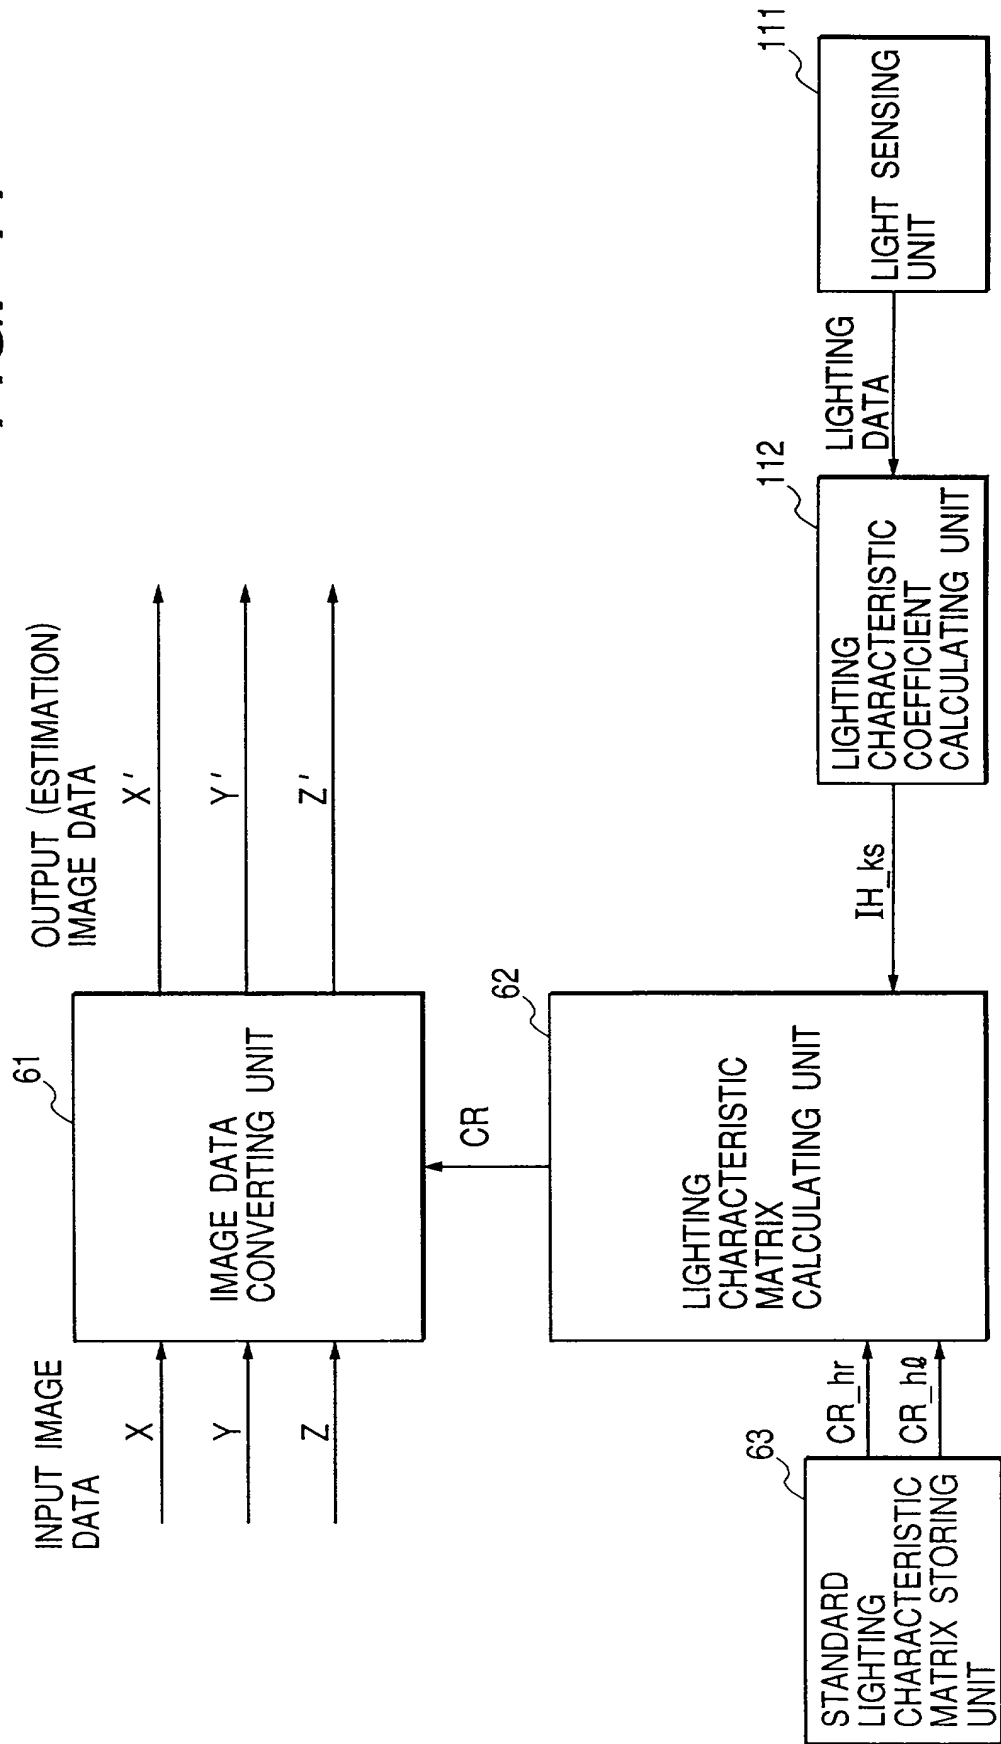 INPUT IMAGE
DATA
X
Y
Z
61
IMAGE DATA
CONVERTING UNIT
OUTPUT (ESTIMATION)
IMAGE DATA
X'
Y'
Z'
CR
62
LIGHTING
CHARACTERISTIC
MATRIX
CALCULATING UNIT
63
STANDARD
LIGHTING
CHARACTERISTIC
MATRIX STORING
UNIT
CR_hr
CR_hℓ
IH_ks
112
LIGHTING
CHARACTERISTIC
COEFFICIENT
CALCULATING UNIT
LIGHTING
DATA
111
LIGHT SENSING
UNIT